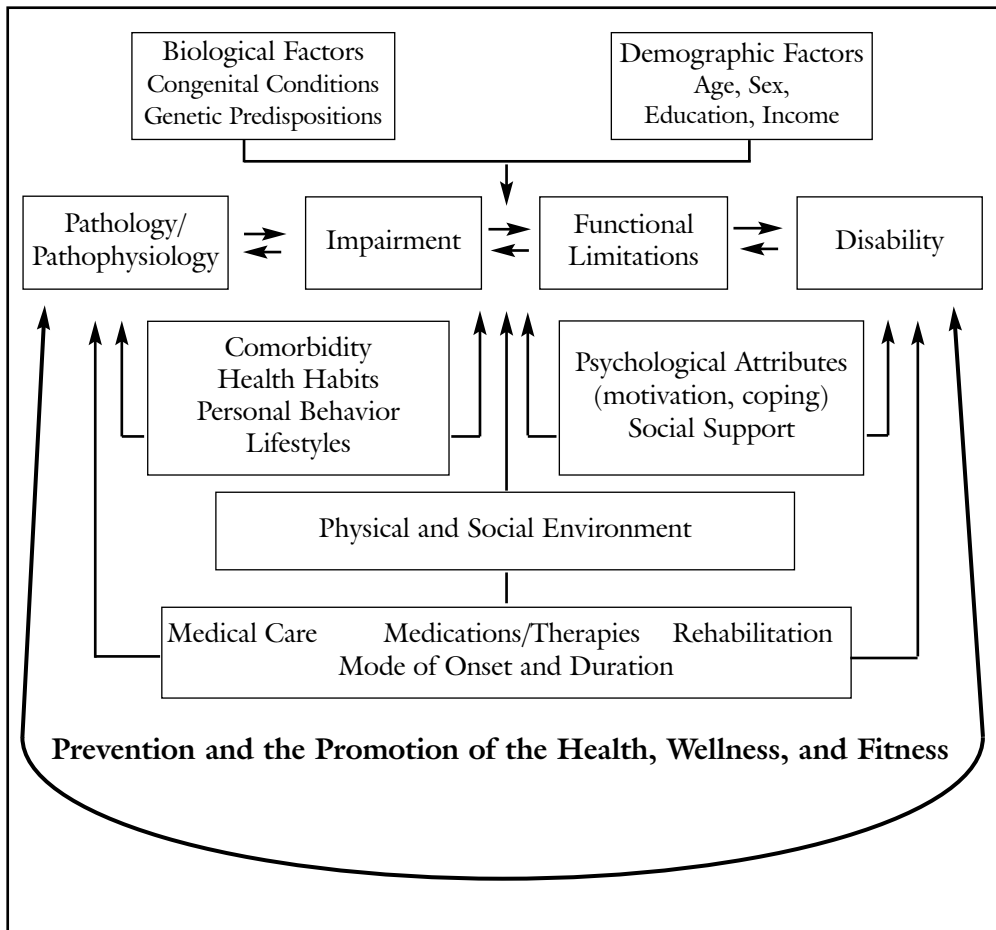 Biological Factors
Congenital Conditions
Genetic Predispositions
Demographic Factors
Age, Sex,
Education, Income
Pathology/
Pathophysiology
Impairment
Functional
Limitations
Disability
Comorbidity
Health Habits
Personal Behavior
Lifestyles
Psychological Attributes
(motivation, coping)
Social Support
Physical and Social Environment
Medical Care Medications/Therapies Rehabilitation
Mode of Onset and Duration
Prevention and the Promotion of the Health, Wellness, and Fitness